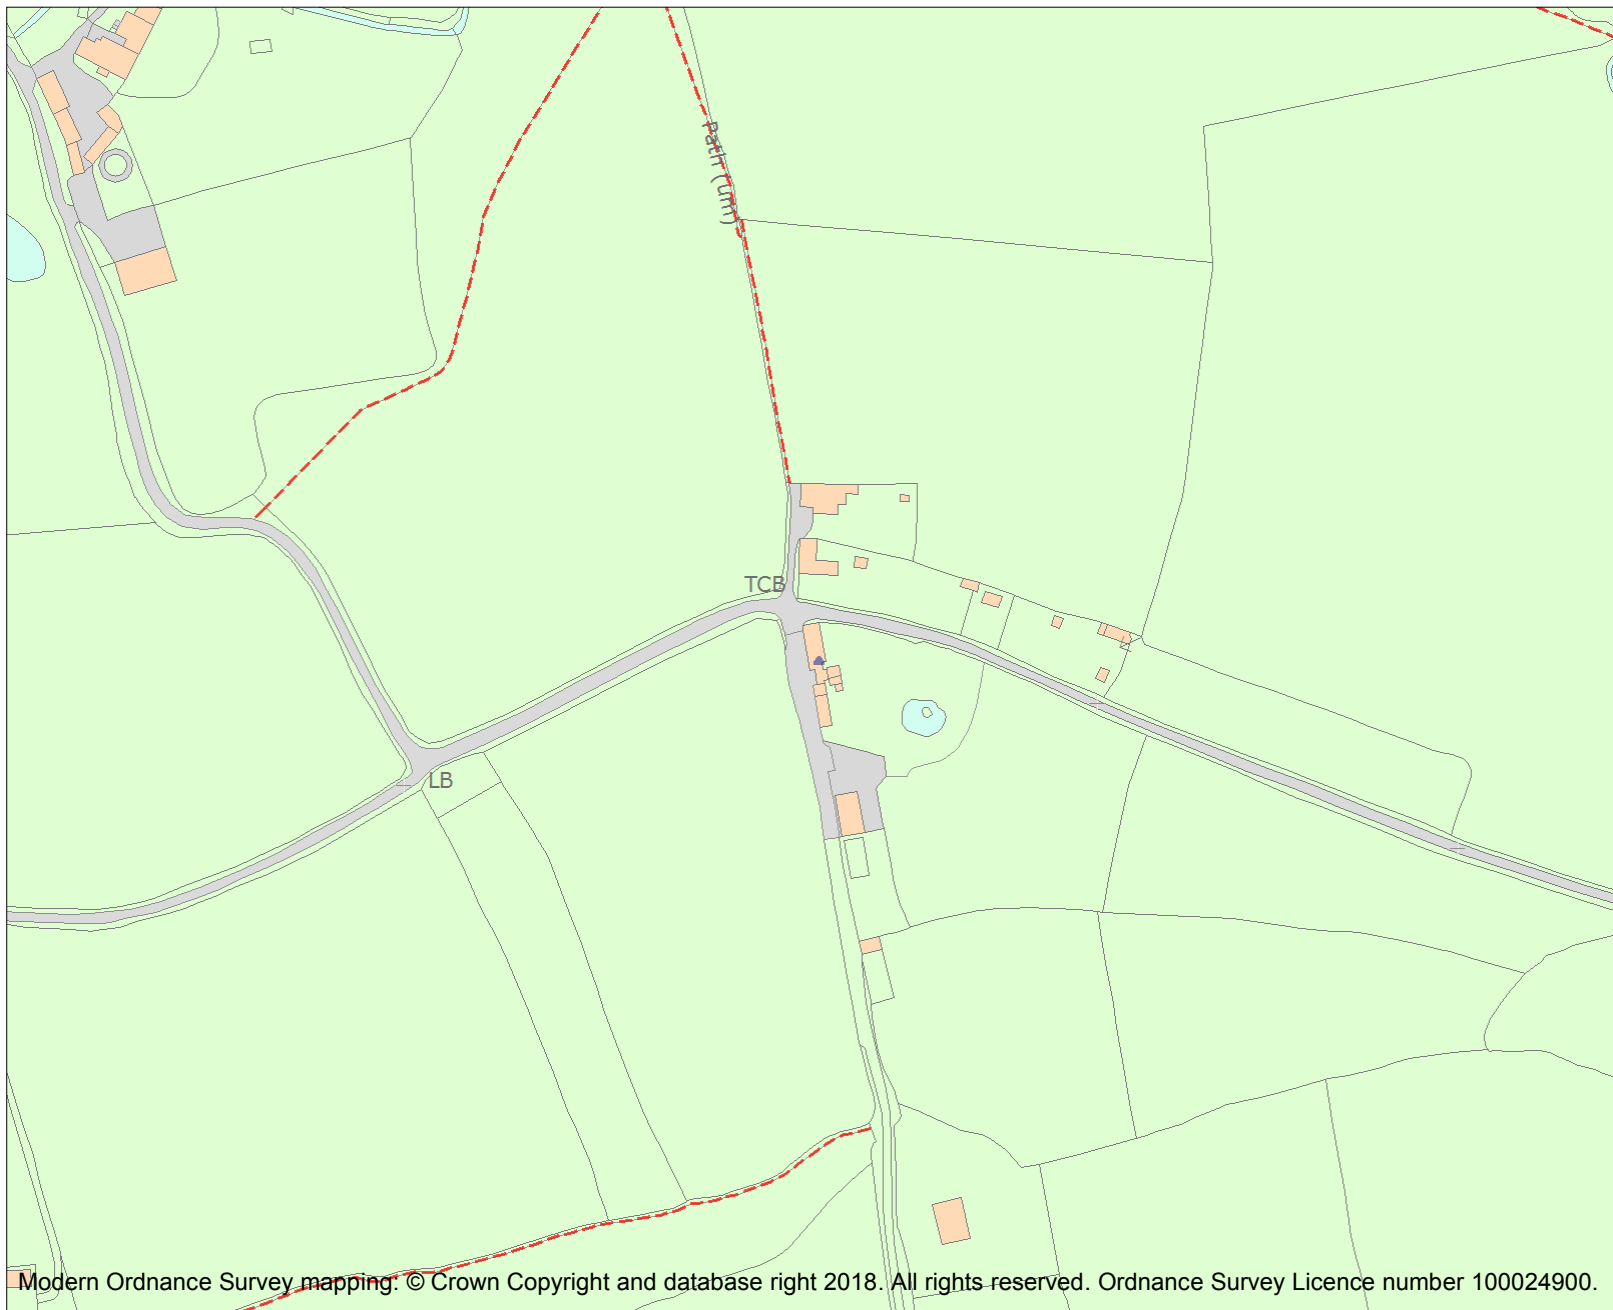 Path (um)
TCB
LB
Modern Ordnance Survey mapping: © Crown Copyright and database right 2018. All rights reserved. Ordnance Survey Licence number 100024900.